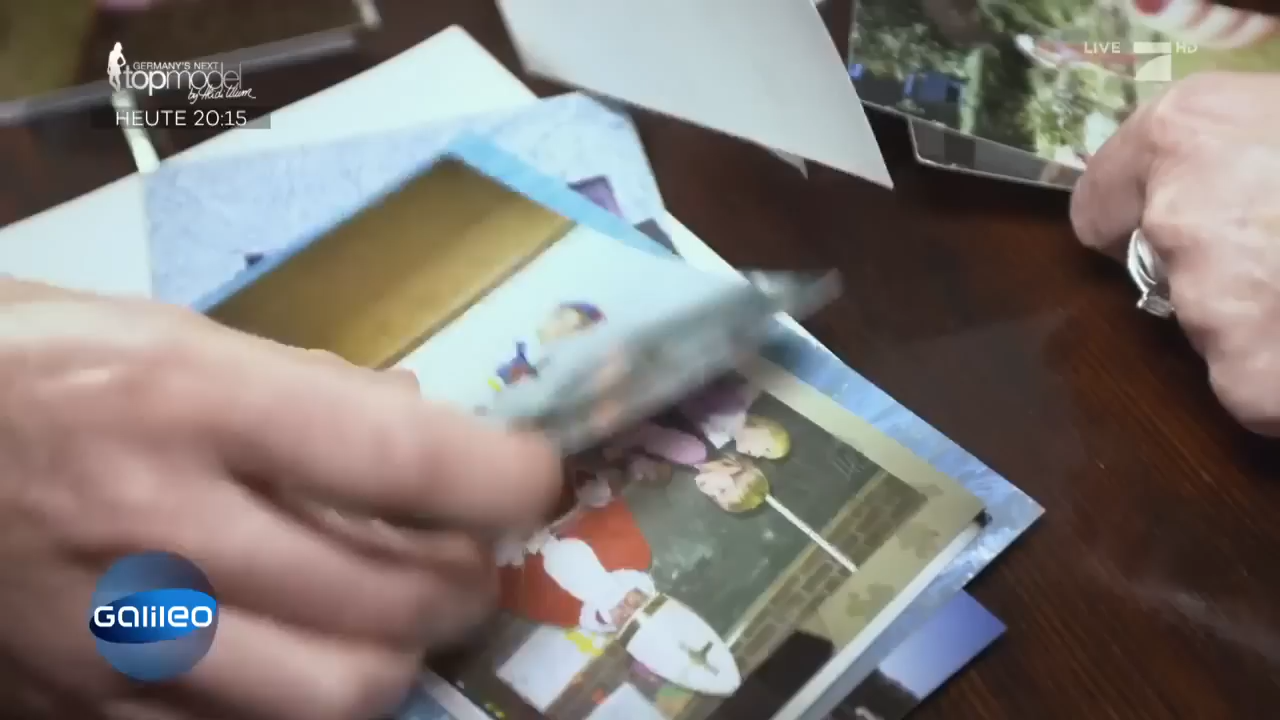 GERMANY'S NEXT
topmodel
by Heidi Klum
HEUTE 20:15
LIVE HD
Galileo